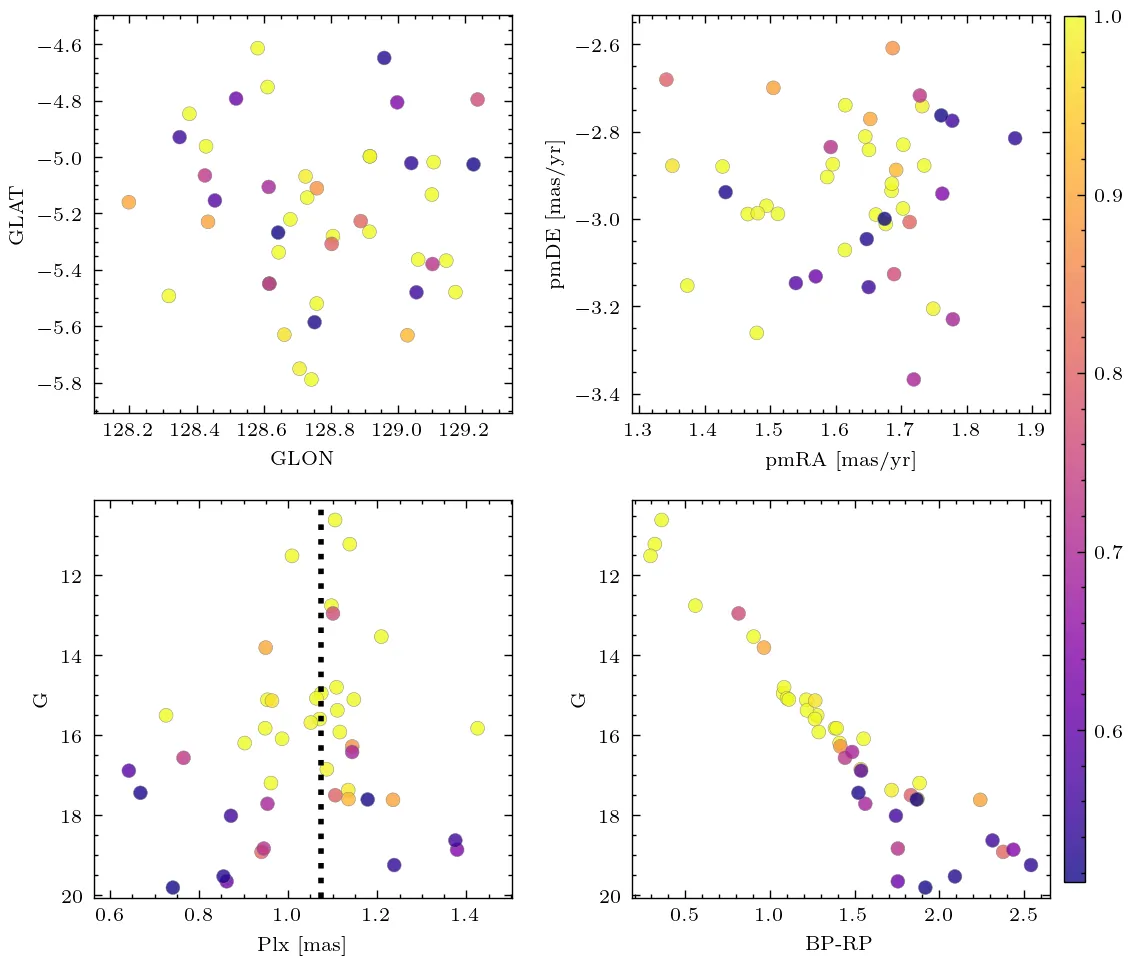 −4.6
−4.8
−5.0
−5.2
−5.4
−5.6
−5.8
GLAT
128.2 128.4 128.6 128.8 129.0 129.2
GLON
−2.6
−2.8
−3.0
−3.2
−3.4
pmDE [mas/yr]
1.3 1.4 1.5 1.6 1.7 1.8 1.9
pmRA [mas/yr]
12
14
16
18
20
G
0.6 0.8 1.0 1.2 1.4
Plx [mas]
12
14
16
18
20
G
0.5 1.0 1.5 2.0 2.5
BP-RP
1.0
0.9
0.8
0.7
0.6